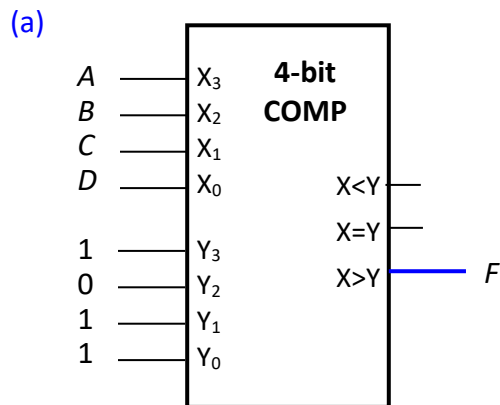 (a)
4-bit
COMP
A X₃
B X₂
C X₁
D X₀
X<Y
X=Y
X>Y F
1 Y₃
0 Y₂
1 Y₁
1 Y₀